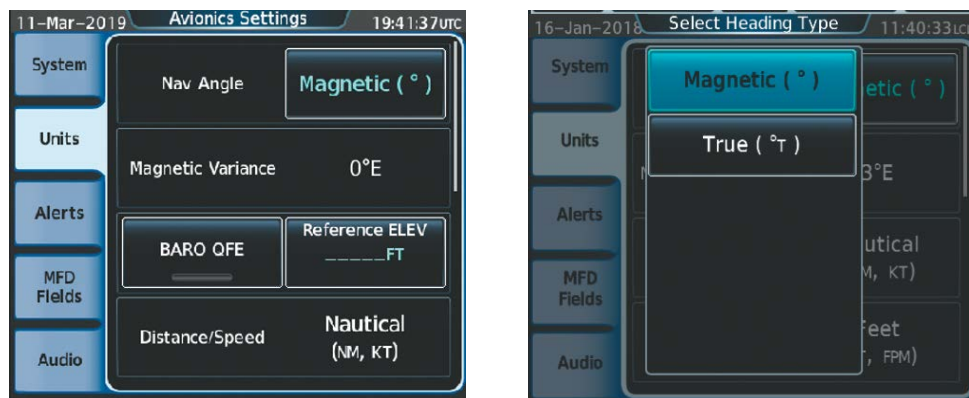 11-Mar-2019 Avionics Settings 19:41:37UTC
System
Nav Angle
Magnetic ( ° )
Units
Magnetic Variance
0°E
Alerts
BARO QFE
Reference ELEV
_____FT
MFD
Fields
Distance/Speed
Nautical
(NM, KT)
Audio
16-Jan-2018 Select Heading Type 11:40:33LCL
System
Magnetic ( ° )
etic ( ° )
Units
True ( °T )
3°E
Alerts
utical
M, KT)
MFD
Fields
eet
, FPM)
Audio